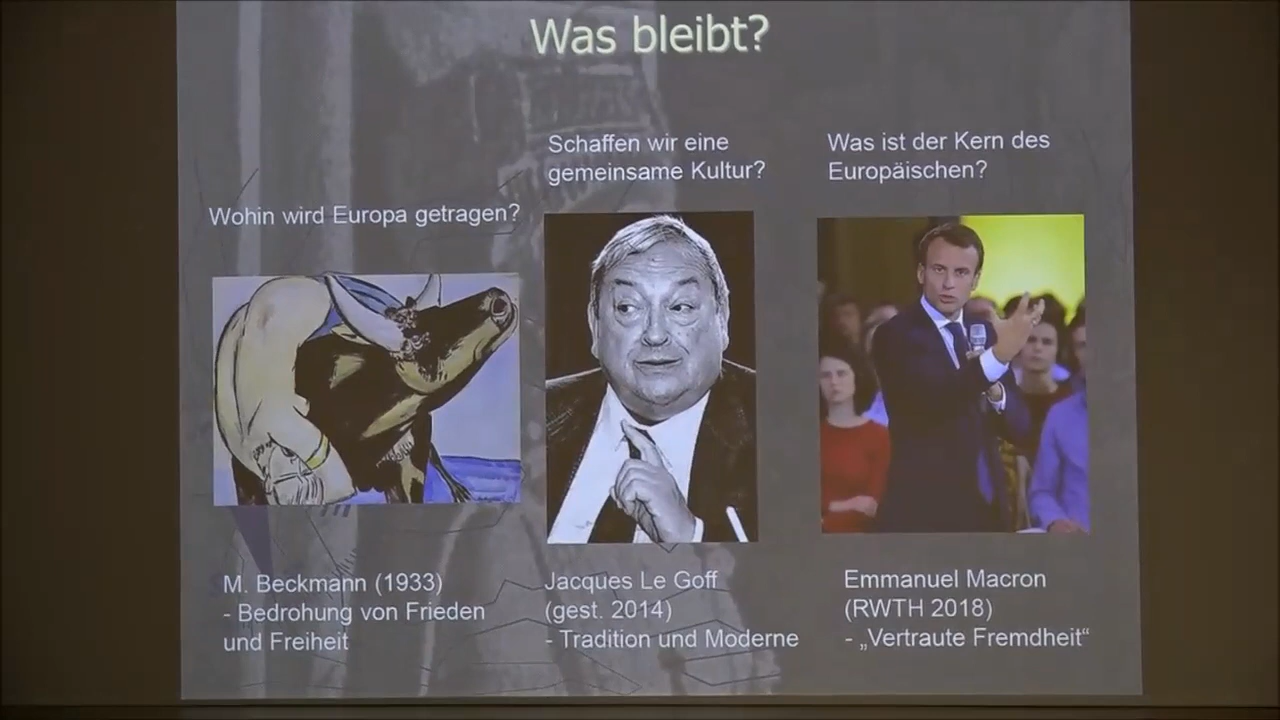 Was bleibt?
Wohin wird Europa getragen?
M. Beckmann (1933)
- Bedrohung von Frieden
und Freiheit
Schaffen wir eine
gemeinsame Kultur?
Jacques Le Goff
(gest. 2014)
- Tradition und Moderne
Was ist der Kern des
Europäischen?
Emmanuel Macron
(RWTH 2018)
- „Vertraute Fremdheit“